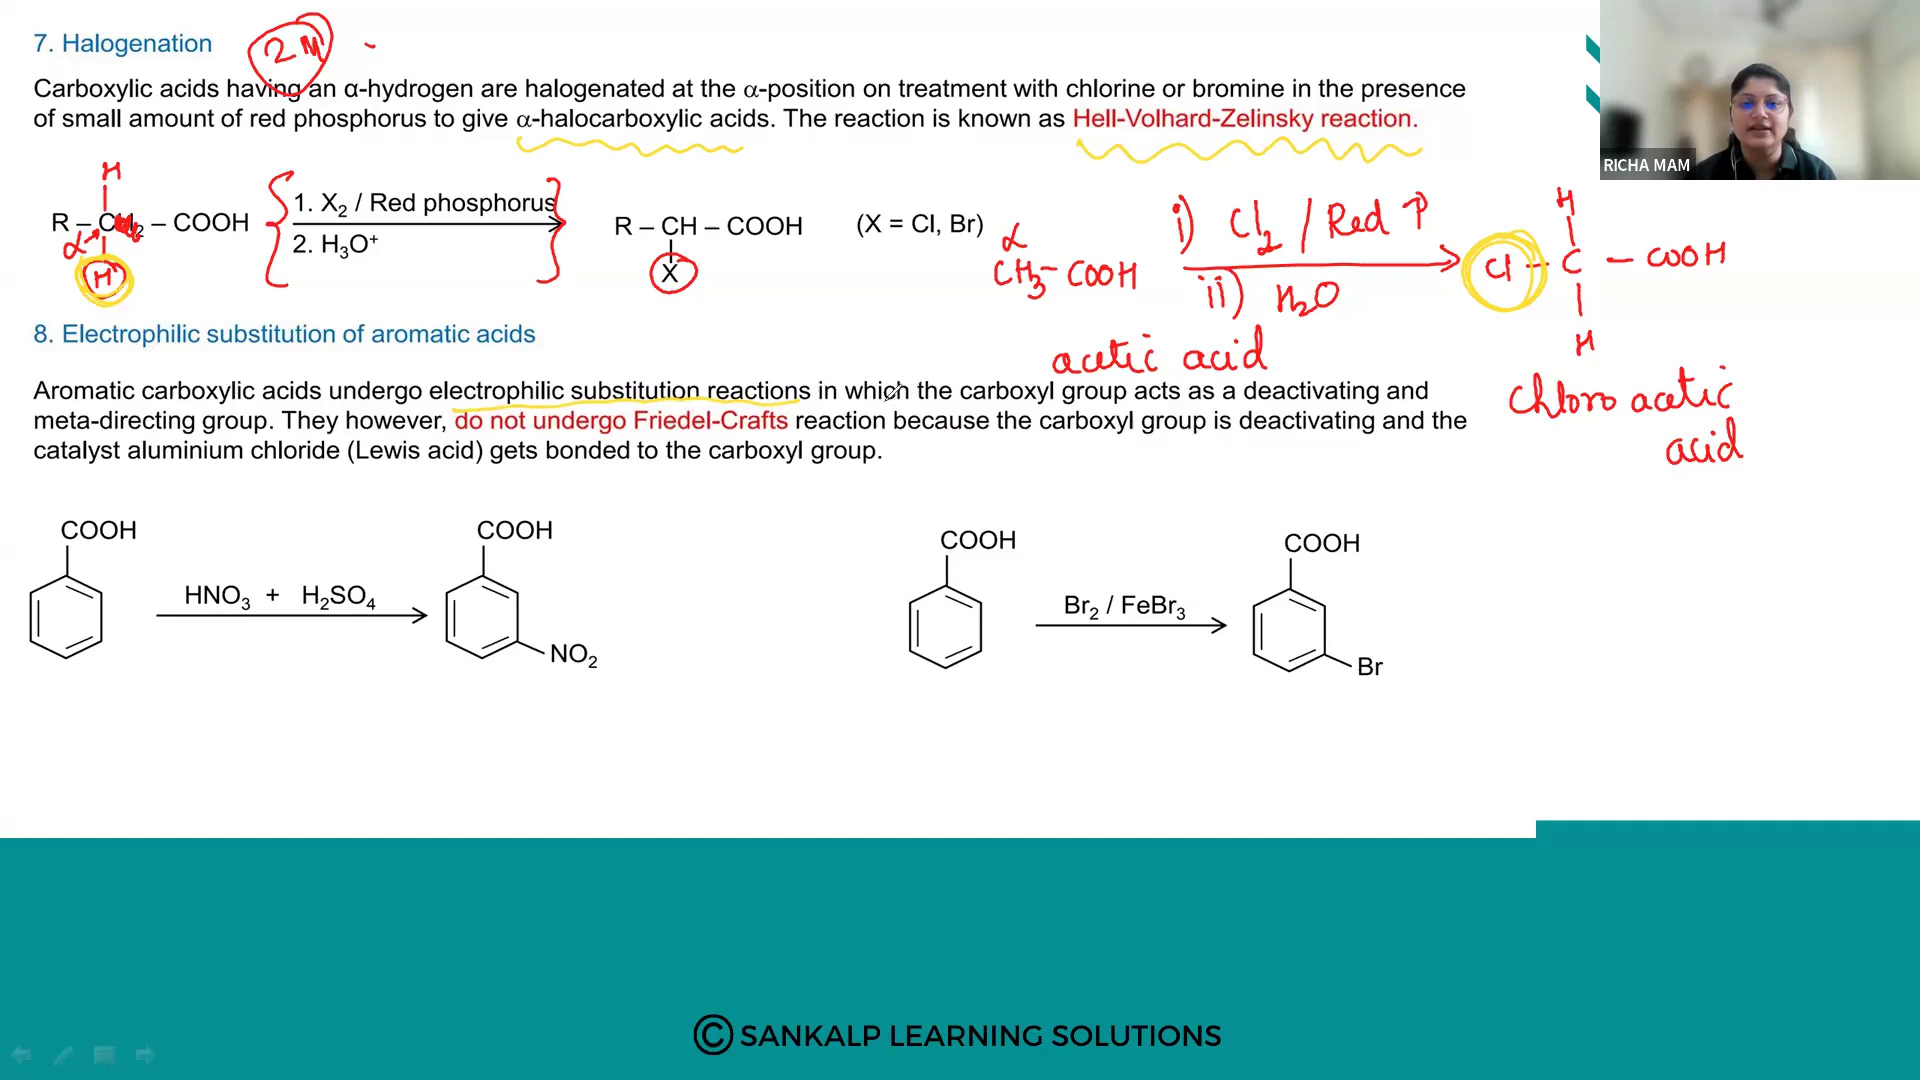 7. Halogenation
2M
Carboxylic acids having an α-hydrogen are halogenated at the α-position on treatment with chlorine or bromine in the presence
of small amount of red phosphorus to give α-halocarboxylic acids. The reaction is known as Hell-Volhard-Zelinsky reaction.
RICHA MAM
H
R – CH₂ – COOH
α
H
1. X₂ / Red phosphorus
2. H₃O⁺
R – CH – COOH
X
(X = Cl, Br)
α
CH₃ – COOH
i) Cl₂ / Red P
ii) H₂O
H
Cl – C – COOH
H
acetic acid
chloro acetic
acid
8. Electrophilic substitution of aromatic acids
Aromatic carboxylic acids undergo electrophilic substitution reactions in which the carboxyl group acts as a deactivating and
meta-directing group. They however, do not undergo Friedel-Crafts reaction because the carboxyl group is deactivating and the
catalyst aluminium chloride (Lewis acid) gets bonded to the carboxyl group.
COOH
HNO₃ + H₂SO₄
COOH
NO₂
COOH
Br₂ / FeBr₃
COOH
Br
© SANKALP LEARNING SOLUTIONS